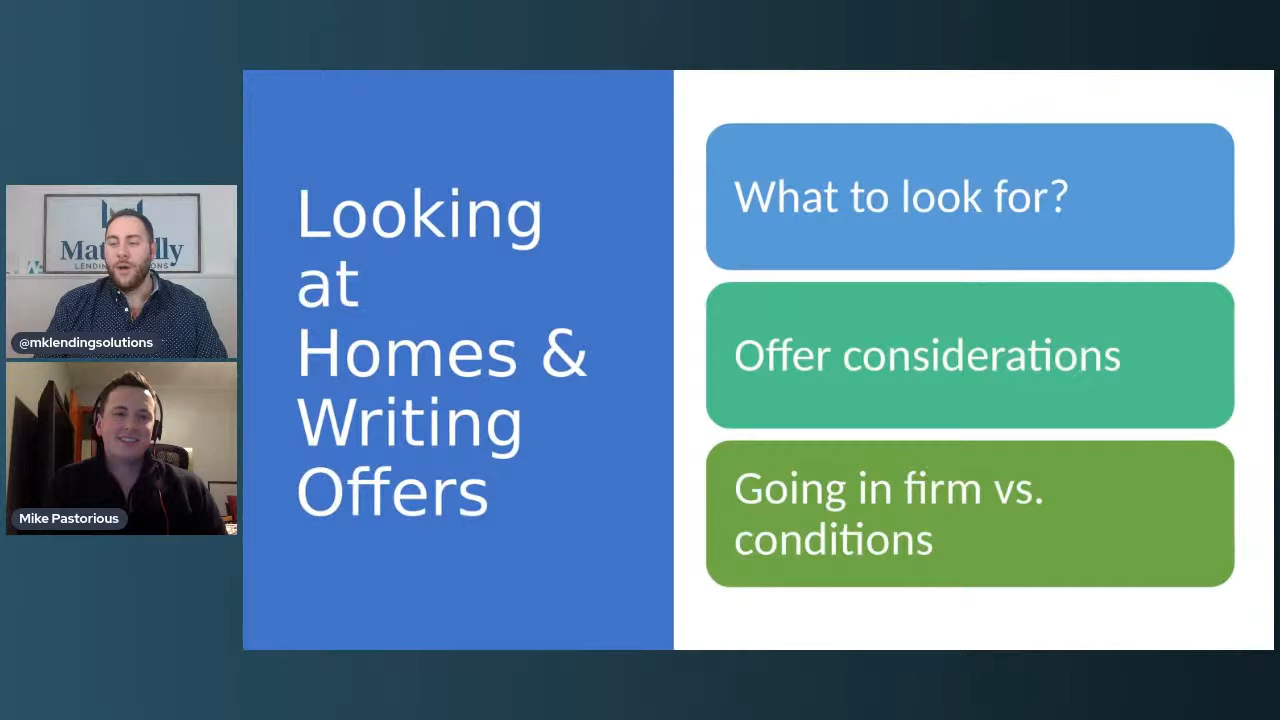 @mklendingsolutions
Mike Pastorious
Looking
at
Homes &
Writing
Offers
What to look for?
Offer considerations
Going in firm vs.
conditions